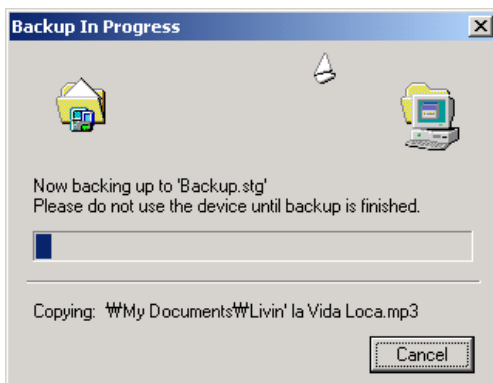 Backup In Progress
Now backing up to 'Backup.stg'
Please do not use the device until backup is finished.
Copying: ₩My Documents₩Livin' la Vida Loca.mp3
Cancel